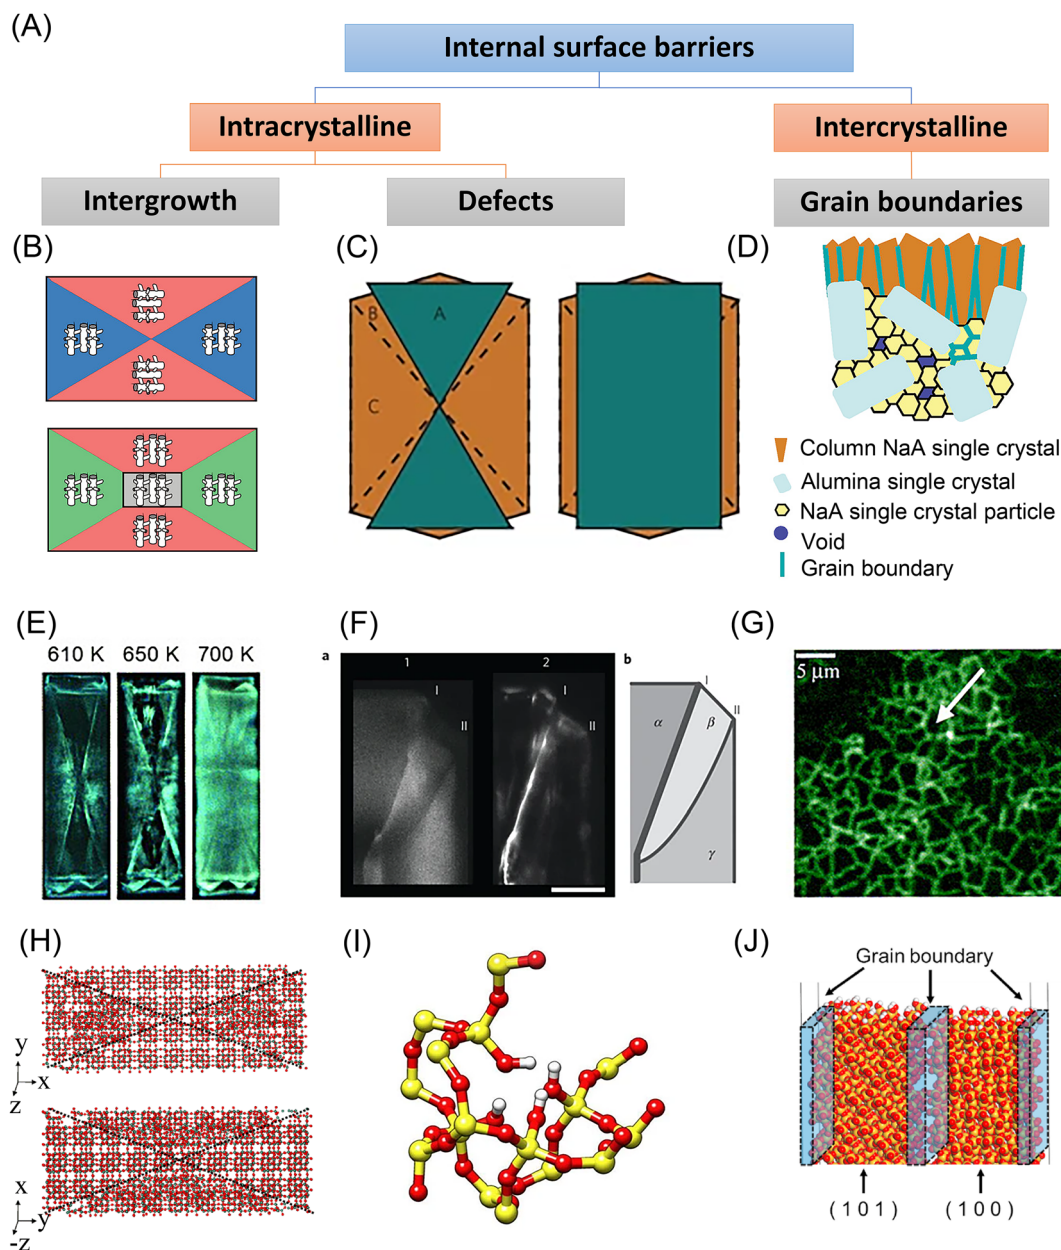 (A)
Internal surface barriers
Intracrystalline
Intercrystalline
Intergrowth
Defects
Grain boundaries
(B)
(C)
A
B
C
(D)
Column NaA single crystal
Alumina single crystal
NaA single crystal particle
Void
Grain boundary
(E)
610 K 650 K 700 K
(F)
a
1
2
b
I
II
I
II
I
II
α
β
γ
(G)
5 μm
(H)
y
x
z
x
y
-z
(I)
(J)
Grain boundary
( 1 0 1 ) ( 1 0 0 )